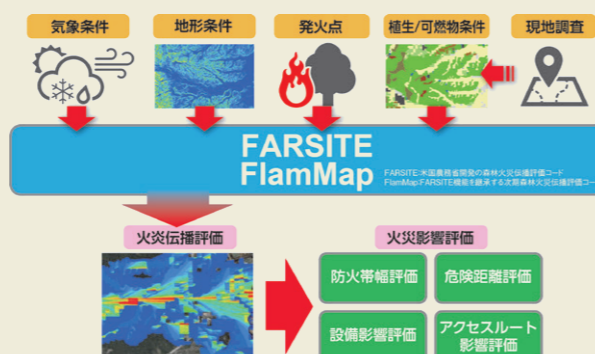 気象条件
地形条件
発火点
植生/可燃物条件
現地調査
FARSITE
FlamMap
FARSITE:米国農務省開発の森林火災伝播評価コード
FlamMap:FARSITE機能を継承する次期森林火災伝播評価コー
火炎伝播評価
火災影響評価
防火帯幅評価
危険距離評価
設備影響評価
アクセスルート
影響評価